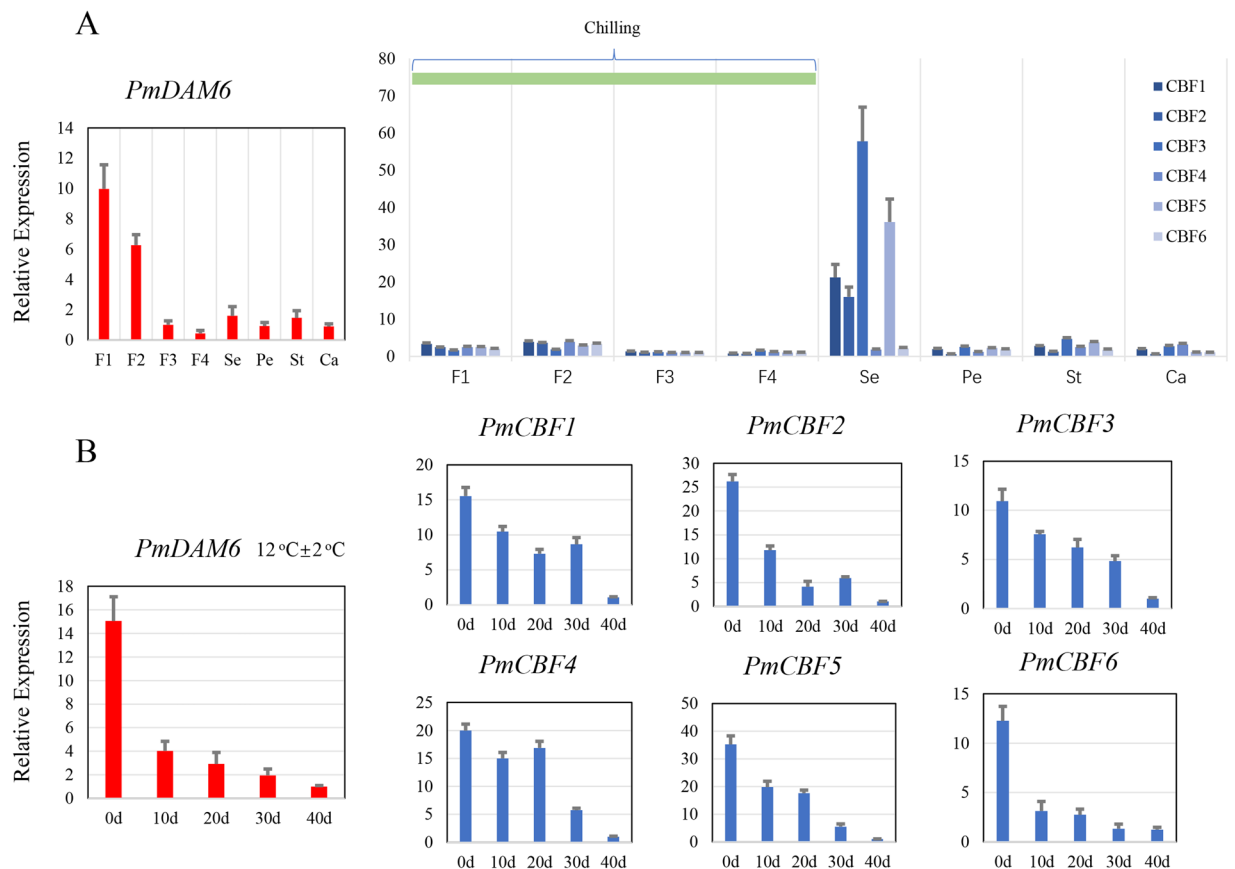 A
Chilling
PmDAM6
Relative Expression
14
12
10
8
6
4
2
0
F1 F2 F3 F4 Se Pe St Ca
80
70
60
50
40
30
20
10
0
F1 F2 F3 F4 Se Pe St Ca
CBF1
CBF2
CBF3
CBF4
CBF5
CBF6
B
PmDAM6 12 °C±2 °C
Relative Expression
18
16
14
12
10
8
6
4
2
0
0d 10d 20d 30d 40d
PmCBF1
20
15
10
5
0
0d 10d 20d 30d 40d
PmCBF2
30
25
20
15
10
5
0
0d 10d 20d 30d 40d
PmCBF3
15
10
5
0
0d 10d 20d 30d 40d
PmCBF4
25
20
15
10
5
0
0d 10d 20d 30d 40d
PmCBF5
50
40
30
20
10
0
0d 10d 20d 30d 40d
PmCBF6
15
10
5
0
0d 10d 20d 30d 40d